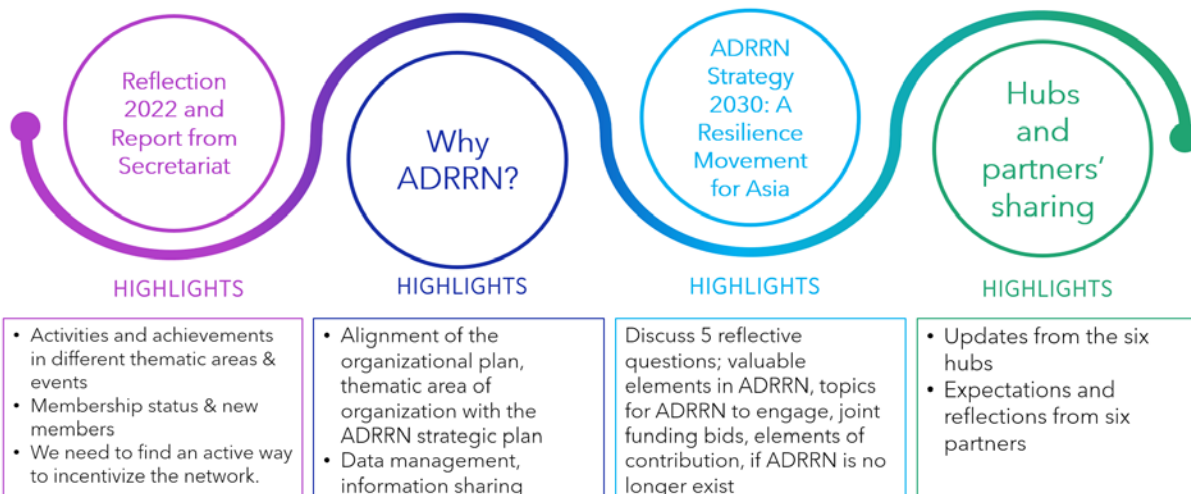 Reflection
2022 and
Report from
Secretariat
Why
ADRRN?
ADRRN
Strategy
2030: A
Resilience
Movement
for Asia
Hubs
and
partners'
sharing
HIGHLIGHTS
HIGHLIGHTS
HIGHLIGHTS
HIGHLIGHTS
• Activities and achievements
in different thematic areas &
events
• Membership status & new
members
• We need to find an active way
to incentivize the network.
• Alignment of the
organizational plan,
thematic area of
organization with the
ADRRN strategic plan
• Data management,
information sharing
Discuss 5 reflective
questions; valuable
elements in ADRRN, topics
for ADRRN to engage, joint
funding bids, elements of
contribution, if ADRRN is no
longer exist
• Updates from the six
hubs
• Expectations and
reflections from six
partners